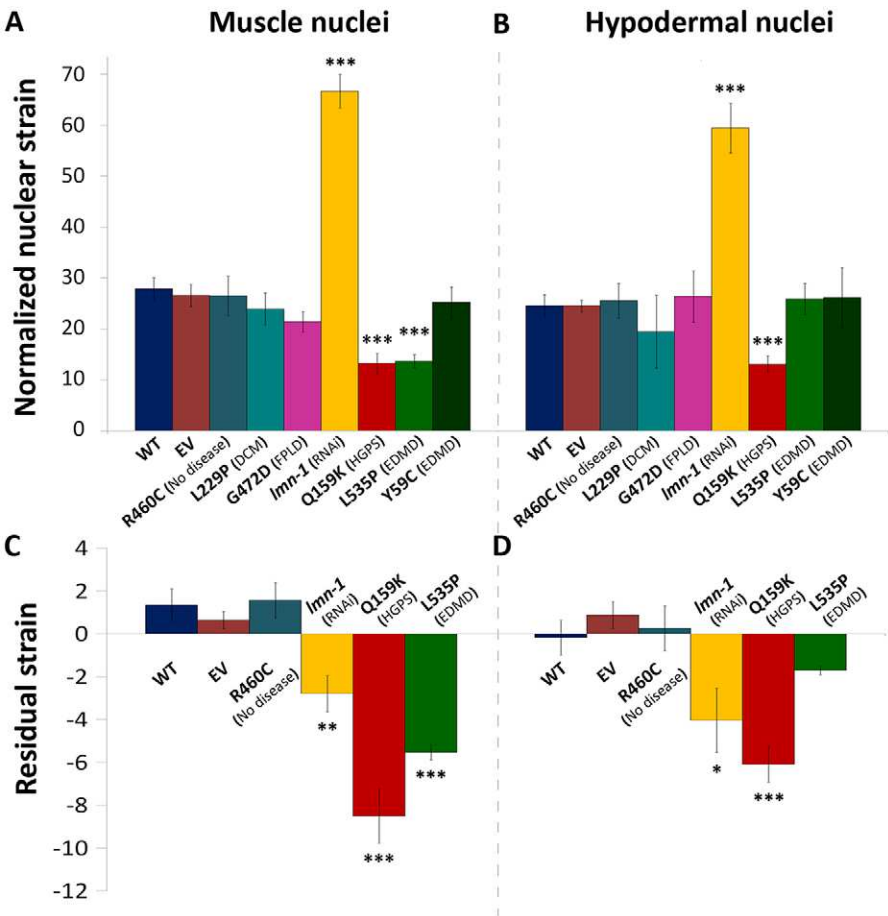 A Muscle nuclei
B Hypodermal nuclei
Normalized nuclear strain
70
60
50
40
30
20
10
0
***
***
***
***
***
WT
EV
R460C (No disease)
L229P (DCM)
G472D (FPLD)
lmn-1 (RNAi)
Q159K (HGPS)
L535P (EDMD)
Y59C (EDMD)
WT
EV
R460C (No disease)
L229P (DCM)
G472D (FPLD)
lmn-1 (RNAi)
Q159K (HGPS)
L535P (EDMD)
Y59C (EDMD)
C
Residual strain
4
2
0
-2
-4
-6
-8
-10
-12
WT
EV
R460C
(No disease)
lmn-1
(RNAi)
Q159K
(HGPS)
L535P
(EDMD)
**
***
***
D
WT
EV
R460C
(No disease)
lmn-1
(RNAi)
Q159K
(HGPS)
L535P
(EDMD)
*
***